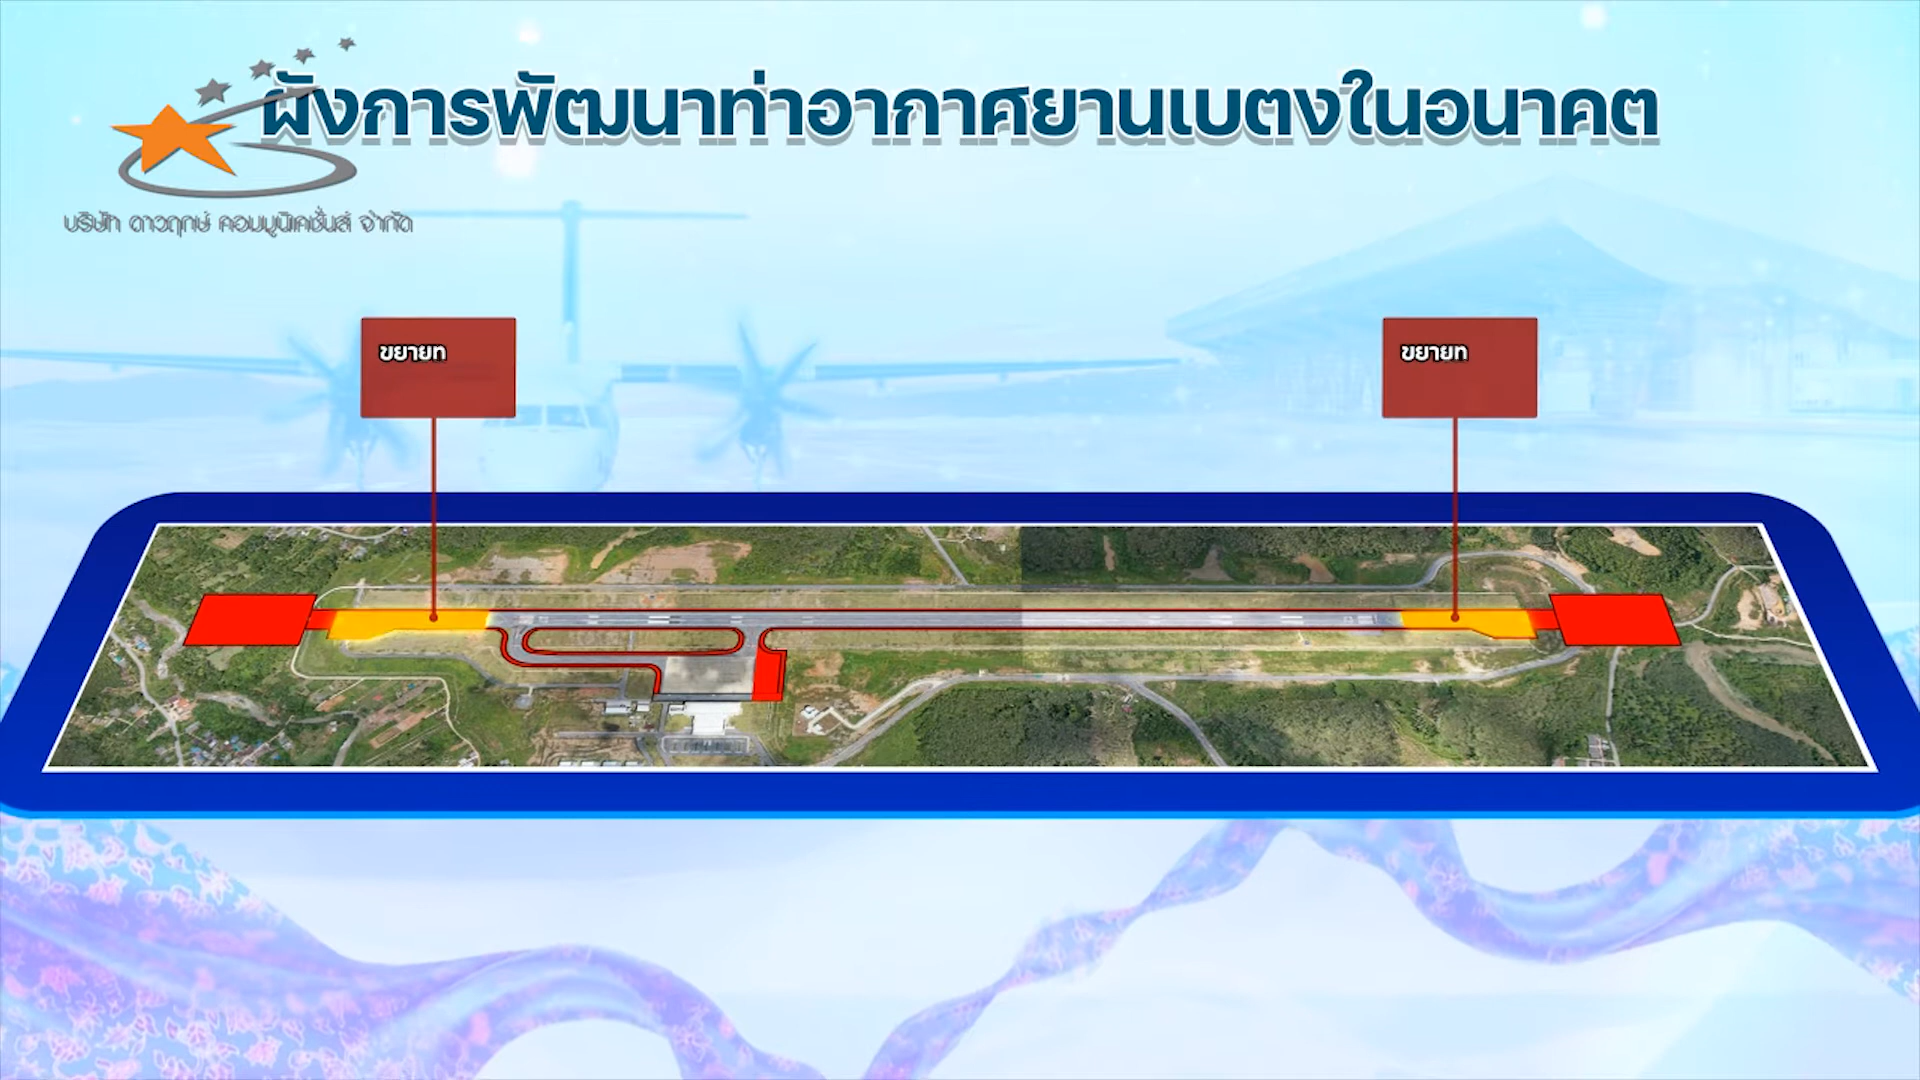 ผังการพัฒนาท่าอากาศยานเบตงในอนาคต
บริษัท ดาวฤกษ์ คอมมูนิเคชั่นส์ จำกัด
ขยายท
ขยายท